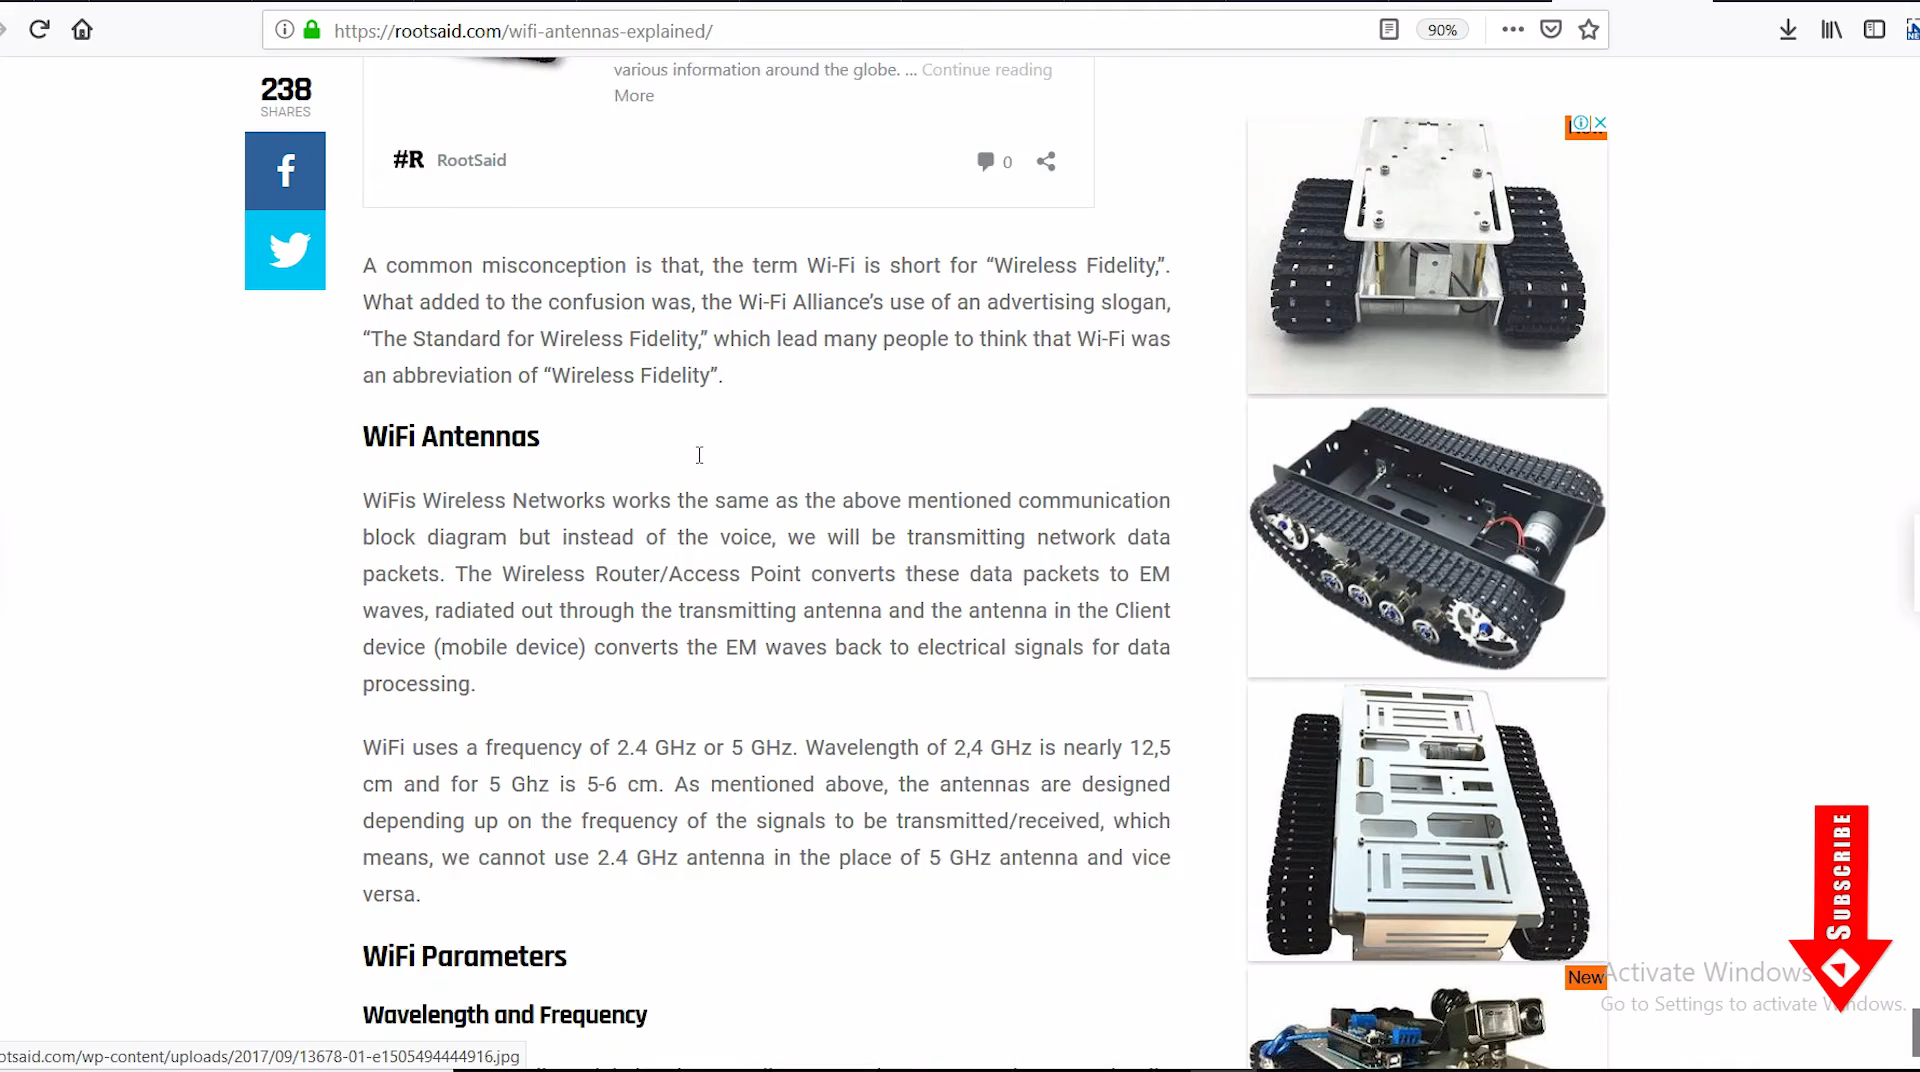 https://rootsaid.com/wifi-antennas-explained/
90%
238
SHARES
various information around the globe. ... Continue reading
More
#R RootSaid
0
A common misconception is that, the term Wi-Fi is short for “Wireless Fidelity,”.
What added to the confusion was, the Wi-Fi Alliance’s use of an advertising slogan,
“The Standard for Wireless Fidelity,” which lead many people to think that Wi-Fi was
an abbreviation of “Wireless Fidelity”.
WiFi Antennas
WiFis Wireless Networks works the same as the above mentioned communication
block diagram but instead of the voice, we will be transmitting network data
packets. The Wireless Router/Access Point converts these data packets to EM
waves, radiated out through the transmitting antenna and the antenna in the Client
device (mobile device) converts the EM waves back to electrical signals for data
processing.
WiFi uses a frequency of 2.4 GHz or 5 GHz. Wavelength of 2,4 GHz is nearly 12,5
cm and for 5 Ghz is 5-6 cm. As mentioned above, the antennas are designed
depending up on the frequency of the signals to be transmitted/received, which
means, we cannot use 2.4 GHz antenna in the place of 5 GHz antenna and vice
versa.
WiFi Parameters
Wavelength and Frequency
otsaid.com/wp-content/uploads/2017/09/13678-01-e1505494444916.jpg
New
Activate Windows
Go to Settings to activate Windows.
SUBSCRIBE